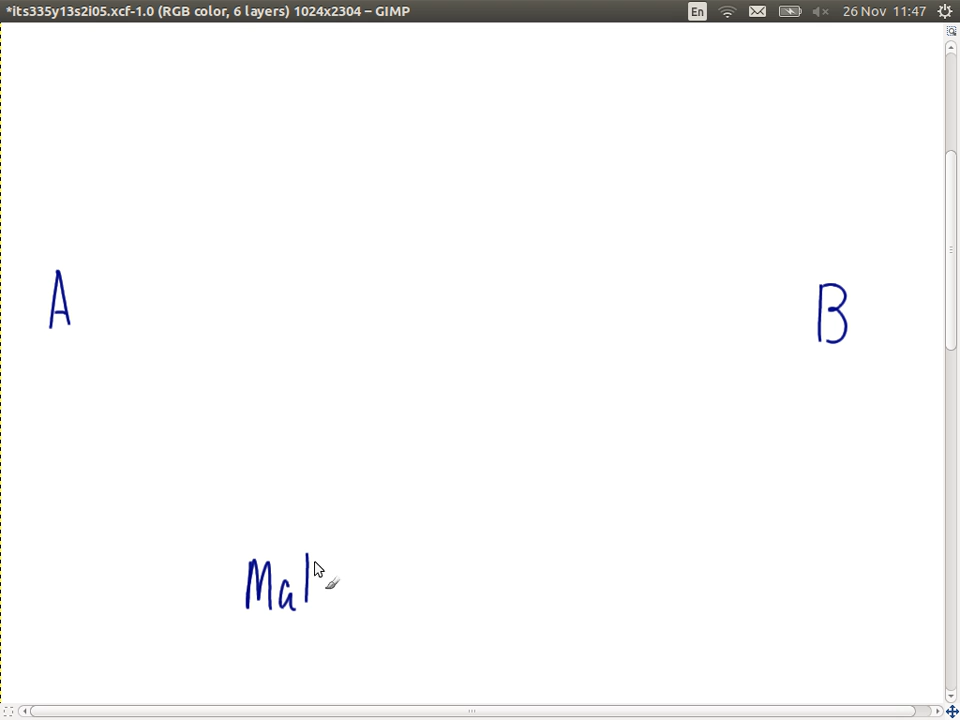 *its335y13s2i05.xcf-1.0 (RGB color, 6 layers) 1024x2304 – GIMP
En
26 Nov 11:47
A
B
Mal